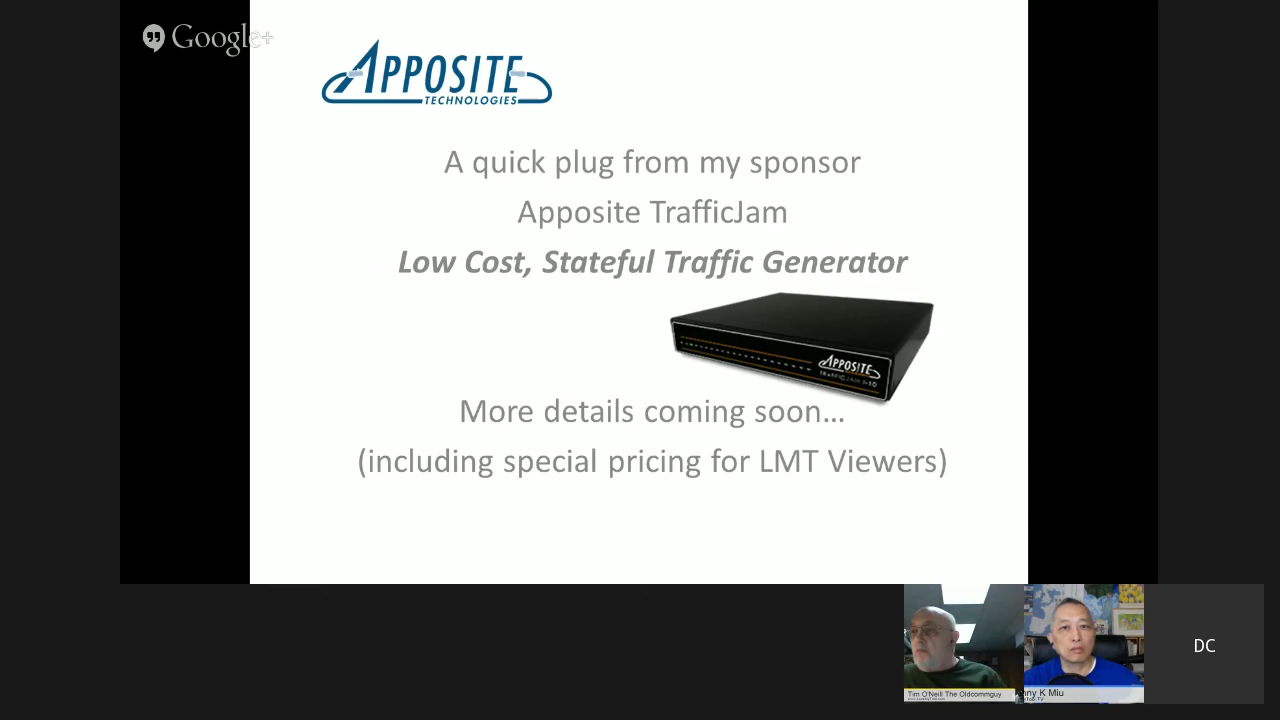 Google+
APPOSITE
TECHNOLOGIES
A quick plug from my sponsor
Apposite TrafficJam
Low Cost, Stateful Traffic Generator
APPOSITE
More details coming soon...
(including special pricing for LMT Viewers)
Tim O'Neill The Oldcommguy
nny K Miu
DC